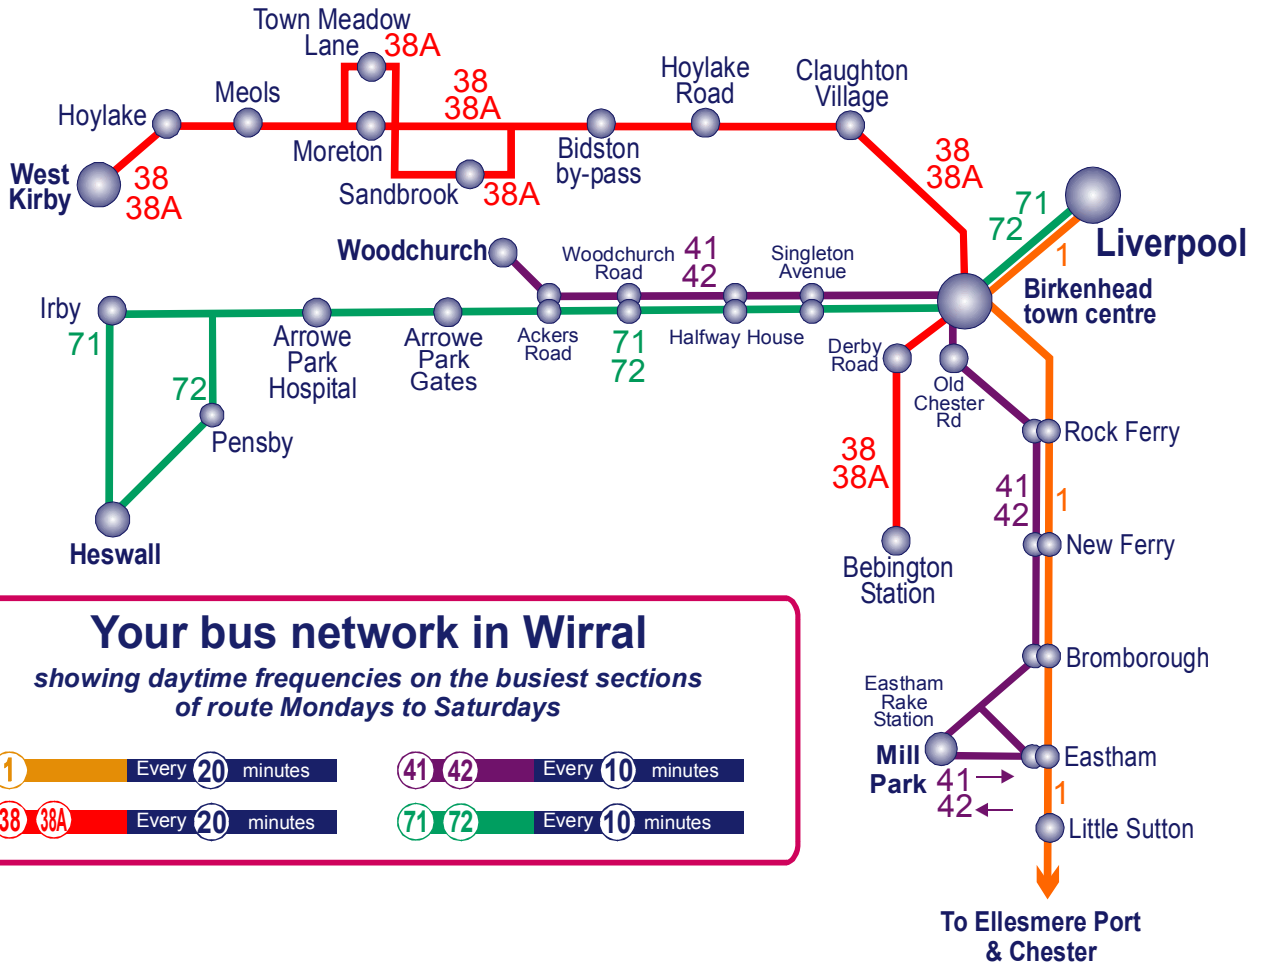 Town Meadow
Lane
38A
Hoylake
Meols
38
38A
Hoylake
Road
Claughton
Village
Moreton
Bidston
by-pass
West
Kirby
38
38A
Sandbrook
38A
38
38A
71
72
Liverpool
1
Woodchurch
Woodchurch
Road
41
42
Singleton
Avenue
Birkenhead
town centre
Irby
71
72
Arrowe
Park
Hospital
Arrowe
Park
Gates
Ackers
Road
71
72
Halfway House
Derby
Road
Old
Chester
Rd
Pensby
Rock Ferry
38
38A
41
42
1
Heswall
New Ferry
Bebington
Station
Your bus network in Wirral
showing daytime frequencies on the busiest sections
of route Mondays to Saturdays
1 Every 20 minutes
41 42 Every 10 minutes
38 38A Every 20 minutes
71 72 Every 10 minutes
Bromborough
Eastham
Rake
Station
Mill
Park
41
42
Eastham
1
Little Sutton
To Ellesmere Port
& Chester